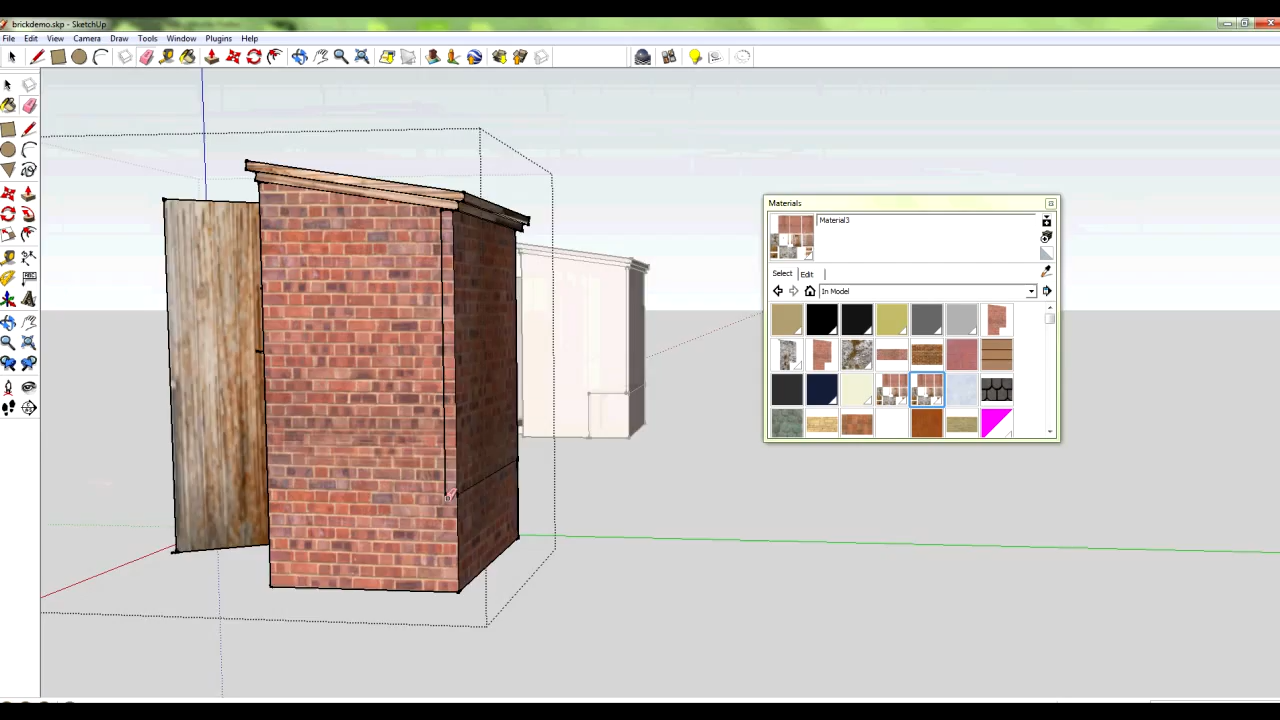 brickdemo.skp - SketchUp
File Edit View Camera Draw Tools Window Plugins Help
Materials
Material3
Select Edit
In Model